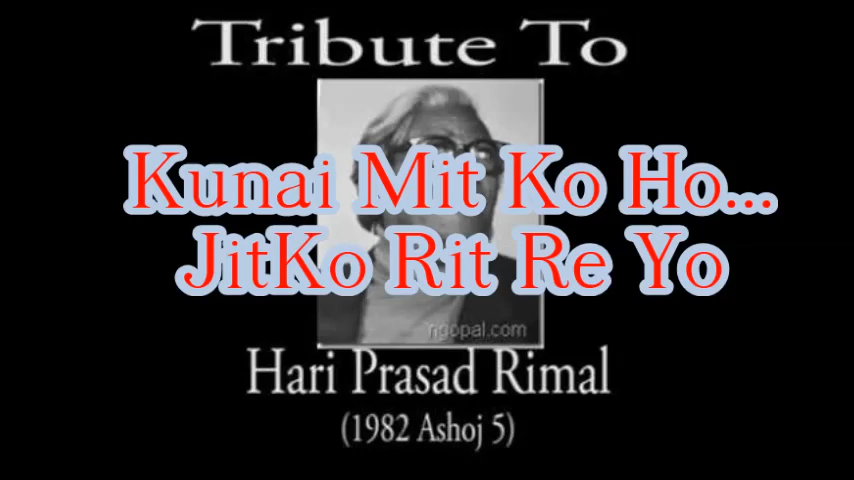 Tribute To
Kunai Mit Ko Ho...
JitKo Rit Re Yo
ngopal.com
Hari Prasad Rimal
(1982 Ashoj 5)